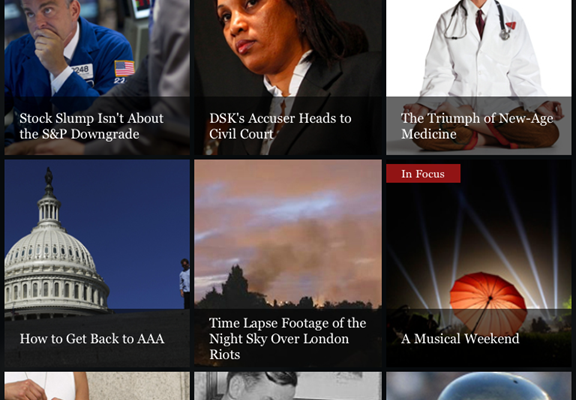 2248
22
Stock Slump Isn't About
the S&P Downgrade
DSK's Accuser Heads to
Civil Court
The Triumph of New-Age
Medicine
In Focus
How to Get Back to AAA
Time Lapse Footage of the
Night Sky Over London
Riots
A Musical Weekend